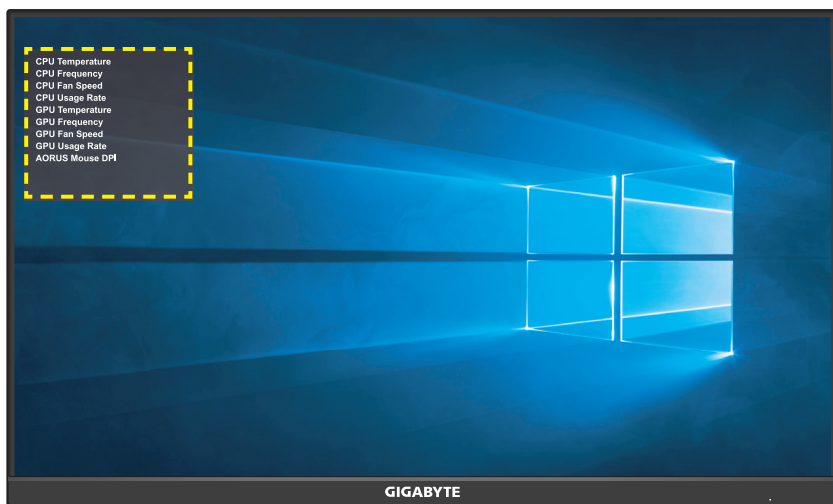 CPU Temperature
CPU Frequency
CPU Fan Speed
CPU Usage Rate
GPU Temperature
GPU Frequency
GPU Fan Speed
GPU Usage Rate
AORUS Mouse DPI
GIGABYTE